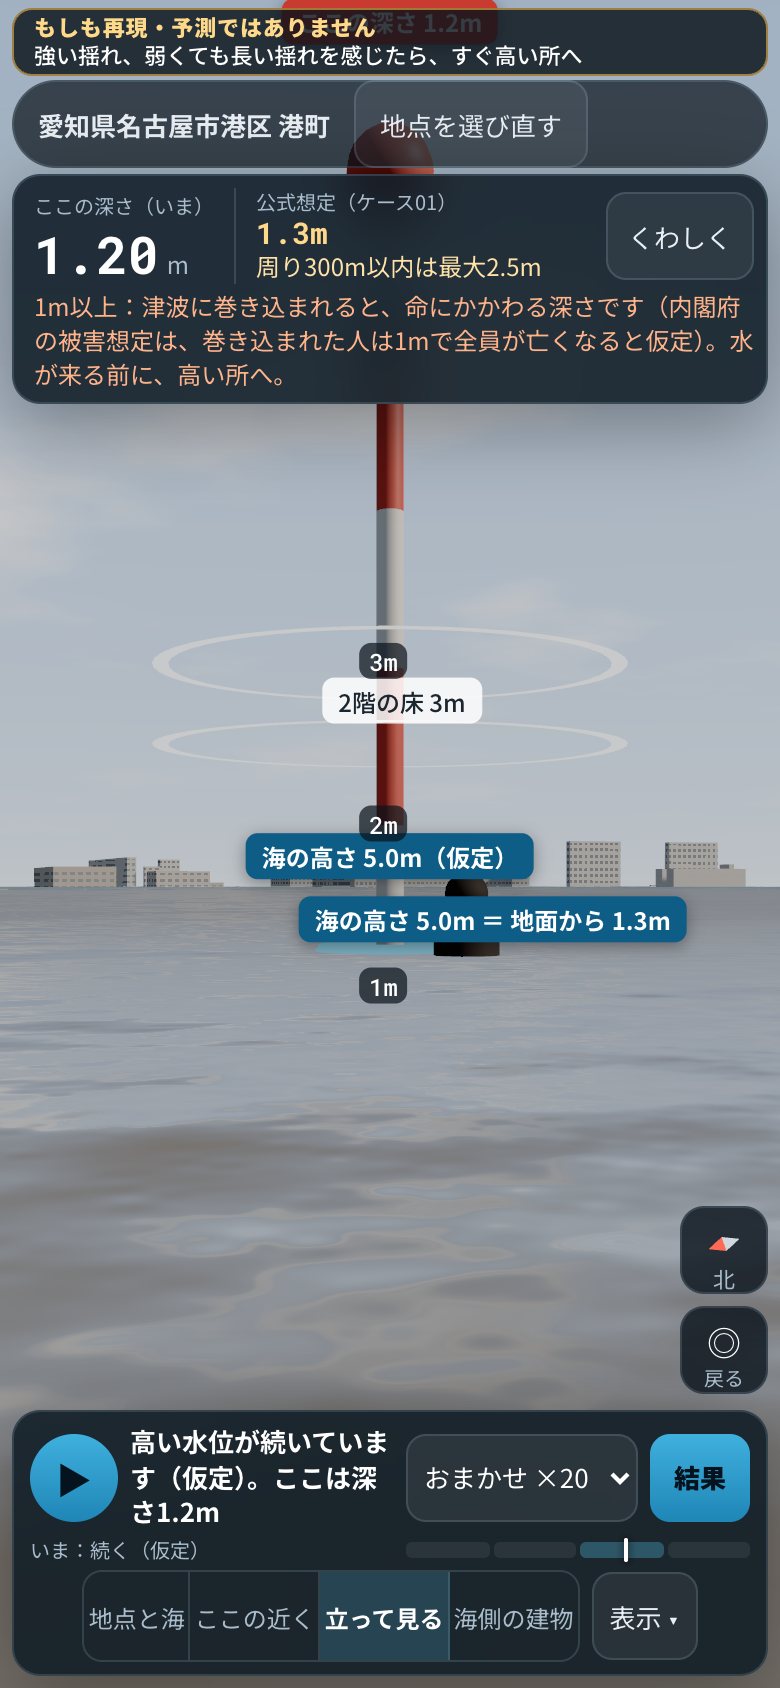 ここの深さ 1.2m
もしも再現・予測ではありません
強い揺れ、弱くても長い揺れを感じたら、すぐ高い所へ
愛知県名古屋市港区 港町
地点を選び直す
ここの深さ（いま）
1.20 m
公式想定（ケース01）
1.3m
周り300m以内は最大2.5m
くわしく
1m以上：津波に巻き込まれると、命にかかわる深さです（内閣府
の被害想定は、巻き込まれた人は1mで全員が亡くなると仮定）。水
が来る前に、高い所へ。
3m
2階の床 3m
2m
海の高さ 5.0m（仮定）
海の高さ 5.0m ＝ 地面から 1.3m
1m
北
戻る
高い水位が続いていま
す（仮定）。ここは深
さ1.2m
おまかせ ×20
結果
いま：続く（仮定）
地点と海
ここの近く
立って見る
海側の建物
表示 ▾